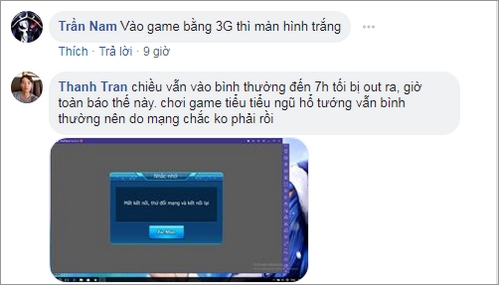 Trần Nam Vào game bằng 3G thì màn hình trắng
Thích · Trả lời · 9 giờ
Thanh Tran chiều vẫn vào bình thường đến 7h tối bị out ra, giờ
toàn báo thế này. chơi game tiểu tiểu ngũ hổ tướng vẫn bình
thường nên do mạng chắc ko phải rồi
Nhắc nhở
Mất kết nối, thử đổi mạng và kết nối lại